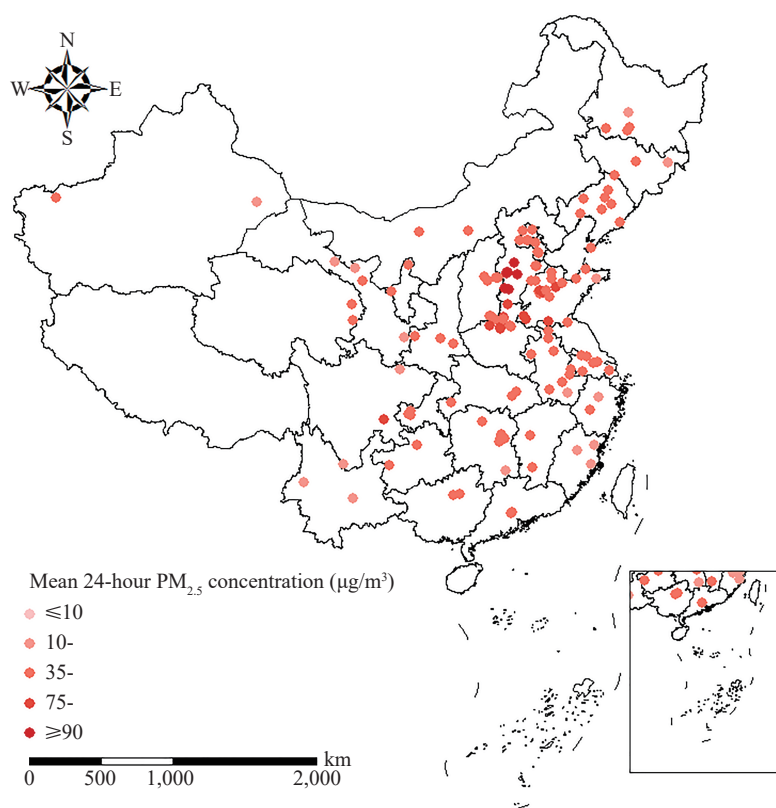 N
W E
S
Mean 24-hour PM2.5 concentration (μg/m³)
≤10
10-
35-
75-
≥90
km
0 500 1,000 2,000